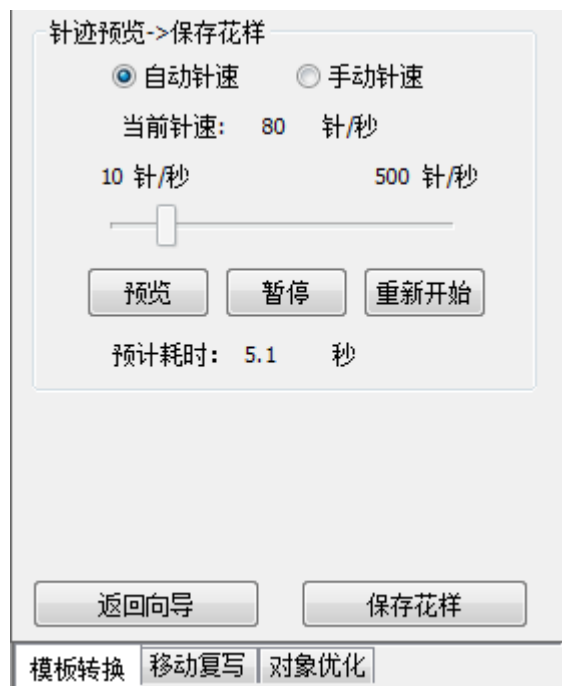 针迹预览->保存花样
自动针速 手动针速
当前针速: 80 针/秒
10 针/秒 500 针/秒
预览 暂停 重新开始
预计耗时: 5.1 秒
返回向导 保存花样
模板转换 移动复写 对象优化